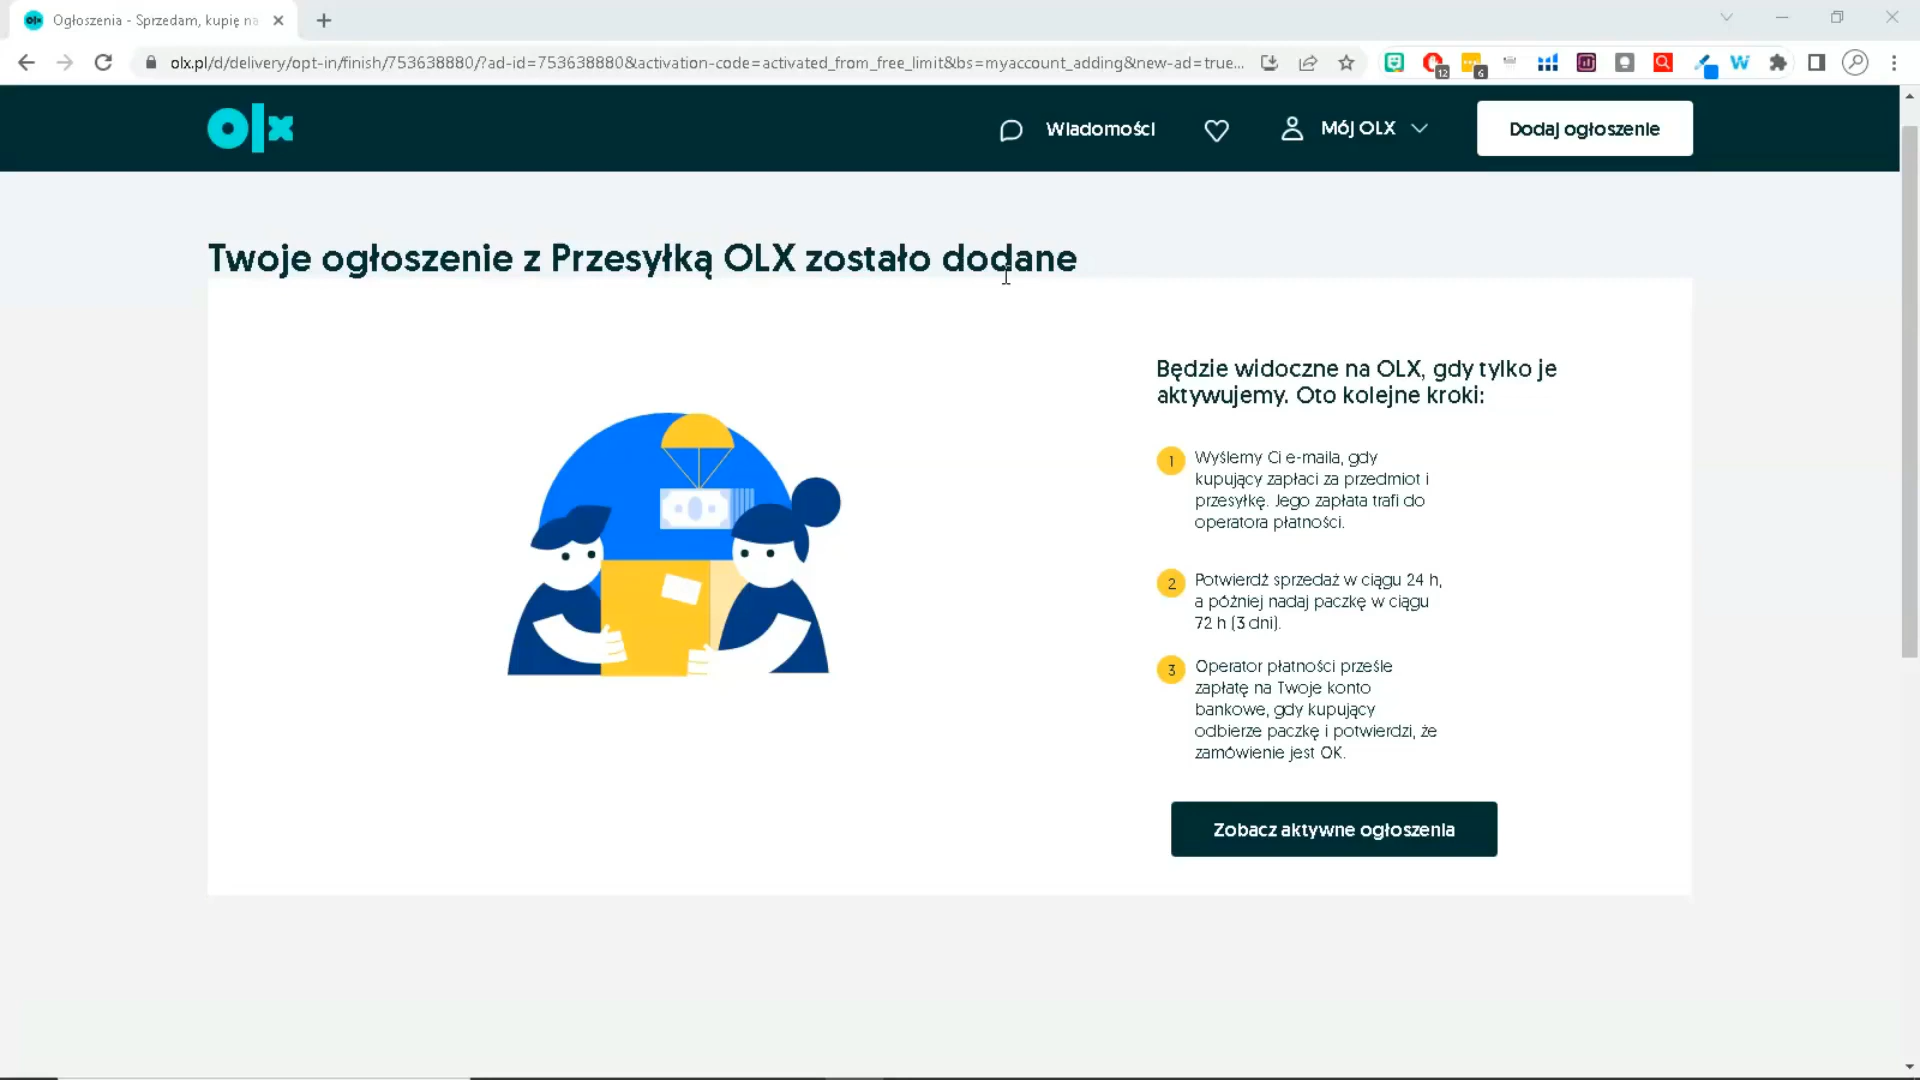 Ogłoszenia - Sprzedam, kupię na
olx.pl/d/delivery/opt-in/finish/753638880/?ad-id=753638880&activation-code=activated_from_free_limit&bs=myaccount_adding&new-ad=true...
12
6
W
olx
Wiadomości
Mój OLX
Dodaj ogłoszenie
Twoje ogłoszenie z Przesyłką OLX zostało dodane
Będzie widoczne na OLX, gdy tylko je
aktywujemy. Oto kolejne kroki:
1 Wyślemy Ci e-maila, gdy
kupujący zapłaci za przedmiot i
przesyłkę. Jego zapłata trafi do
operatora płatności.
2 Potwierdź sprzedaż w ciągu 24 h,
a później nadaj paczkę w ciągu
72 h (3 dni).
3 Operator płatności prześle
zapłatę na Twoje konto
bankowe, gdy kupujący
odbierze paczkę i potwierdzi, że
zamówienie jest OK.
Zobacz aktywne ogłoszenia